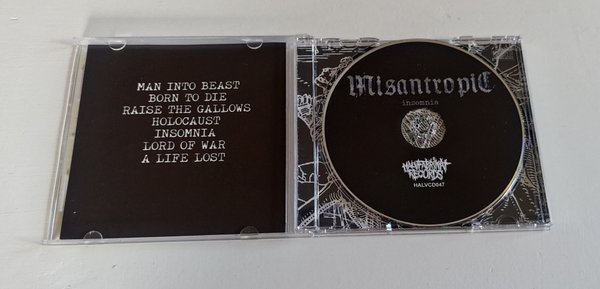 MAN INTO BEAST
BORN TO DIE
RAISE THE GALLOWS
HOLOCAUST
INSOMNIA
LORD OF WAR
A LIFE LOST
Misantropic
insomnia
RECORDS
HALVCD047